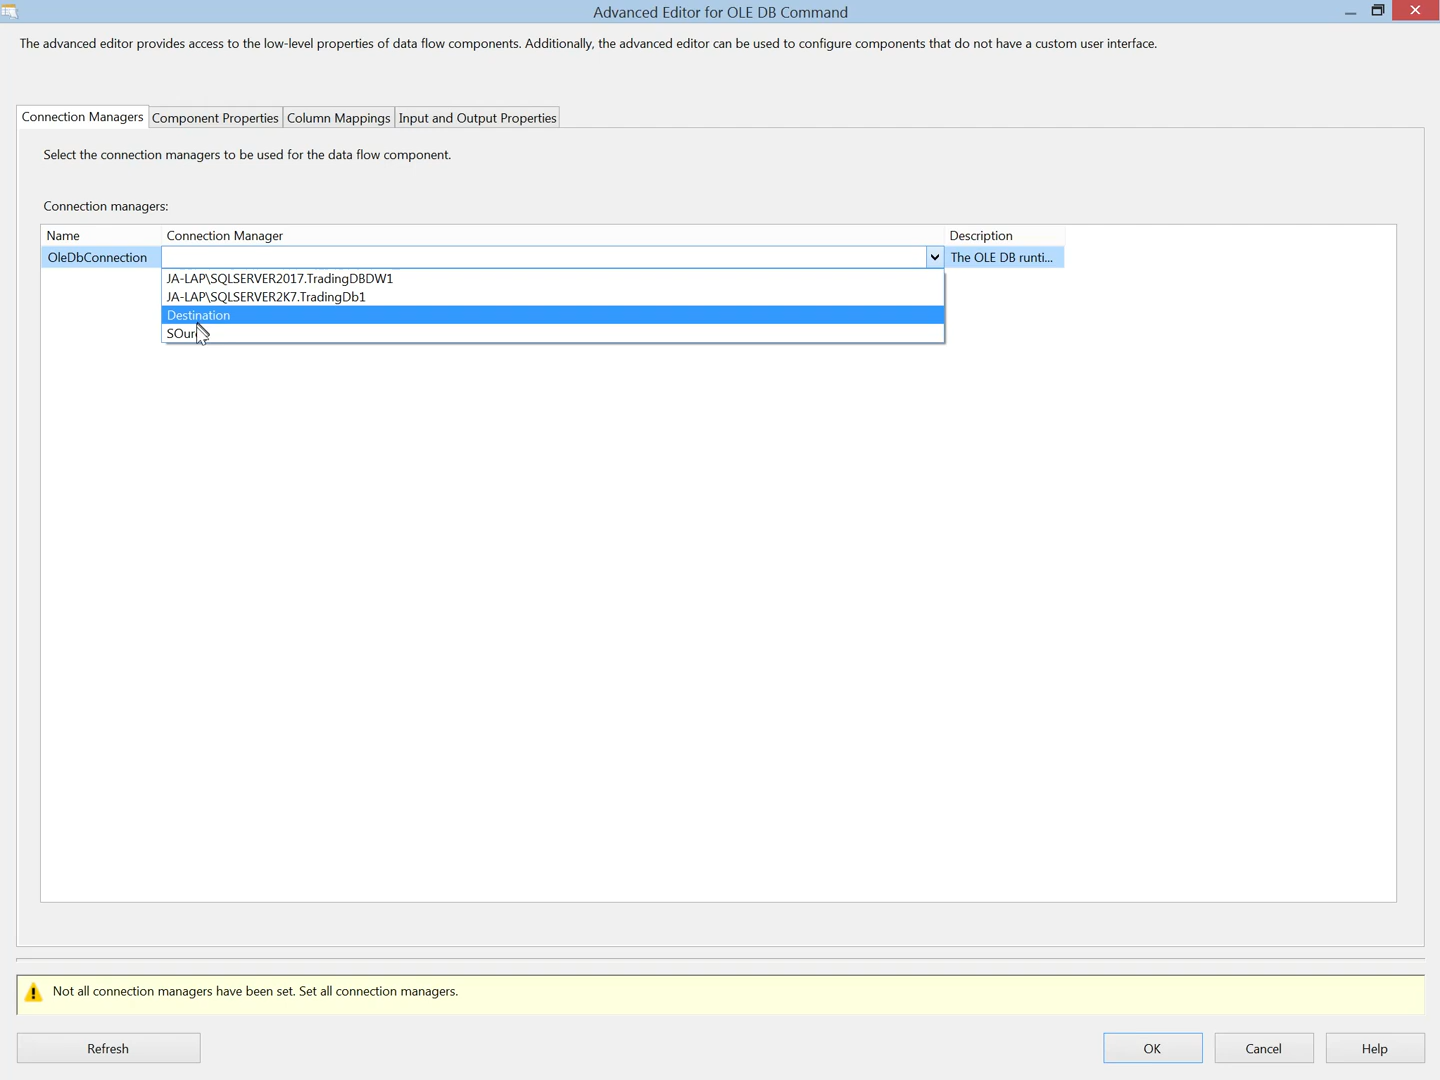 Advanced Editor for OLE DB Command
The advanced editor provides access to the low-level properties of data flow components. Additionally, the advanced editor can be used to configure components that do not have a custom user interface.
Connection Managers Component Properties Column Mappings Input and Output Properties
Select the connection managers to be used for the data flow component.
Connection managers:
Name Connection Manager Description
OleDbConnection The OLE DB runti...
JA-LAP\SQLSERVER2017.TradingDBDW1
JA-LAP\SQLSERVER2K7.TradingDb1
Destination
Not all connection managers have been set. Set all connection managers.
Refresh OK Cancel Help